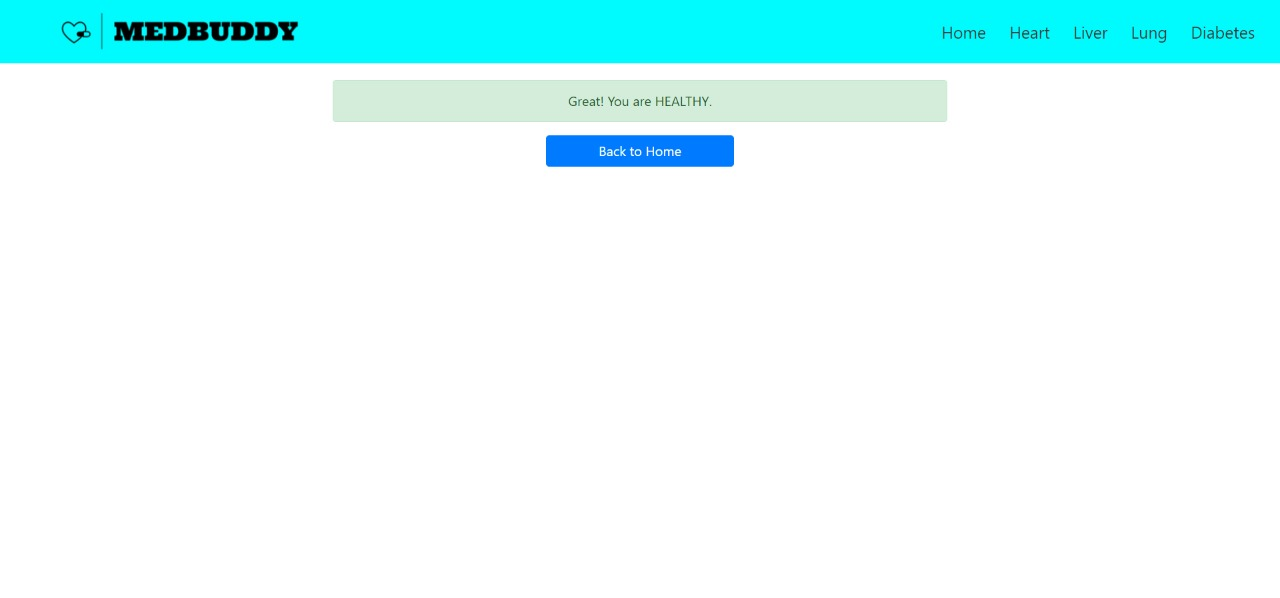 MEDBUDDY
Home Heart Liver Lung Diabetes
Great! You are HEALTHY.
Back to Home